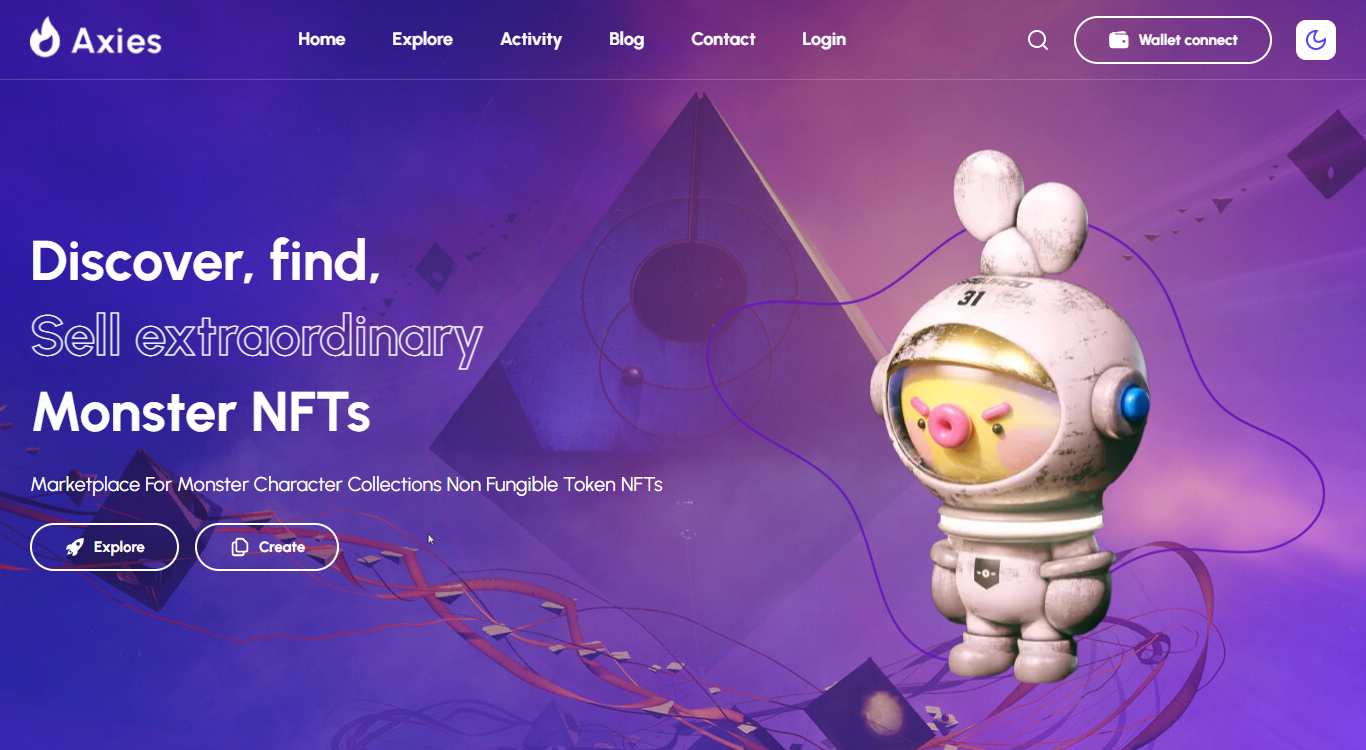 Axies
Home Explore Activity Blog Contact Login
Wallet connect
Discover, find,
Sell extraordinary
Monster NFTs
Marketplace For Monster Character Collections Non Fungible Token NFTs
Explore Create
31